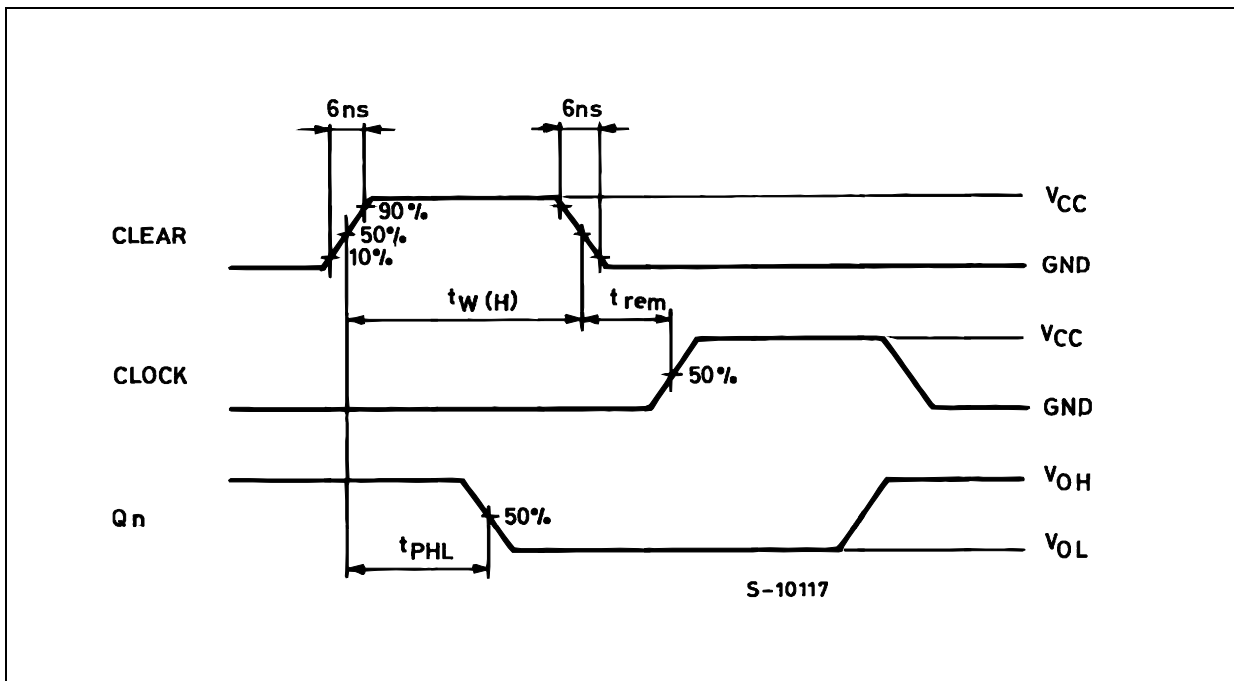 6ns 6ns
VCC
90%
CLEAR 50%
10%
GND
tW(H) trem
VCC
CLOCK 50%
GND
VOH
Qn 50%
tPHL VOL
S-10117